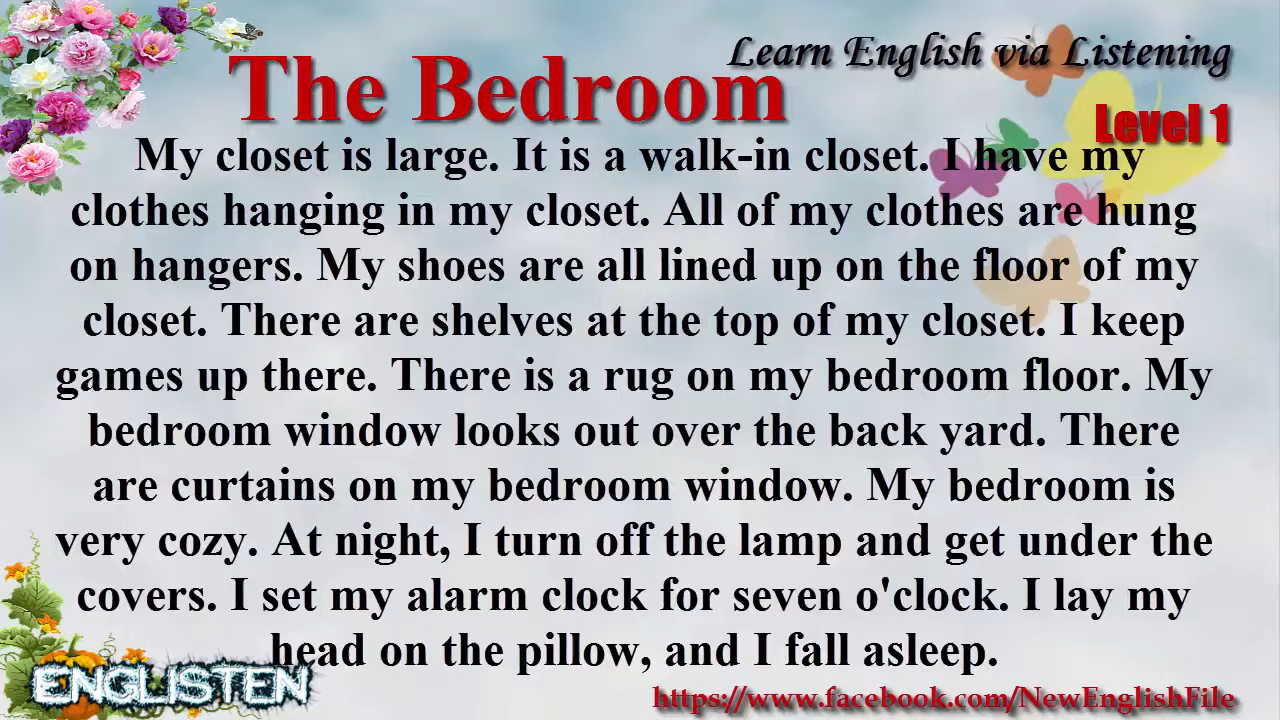 Learn English via Listening
The Bedroom
Level 1
My closet is large. It is a walk-in closet. I have my
clothes hanging in my closet. All of my clothes are hung
on hangers. My shoes are all lined up on the floor of my
closet. There are shelves at the top of my closet. I keep
games up there. There is a rug on my bedroom floor. My
bedroom window looks out over the back yard. There
are curtains on my bedroom window. My bedroom is
very cozy. At night, I turn off the lamp and get under the
covers. I set my alarm clock for seven o'clock. I lay my
head on the pillow, and I fall asleep.
ENGLISTEN
https://www.facebook.com/NewEnglishFile